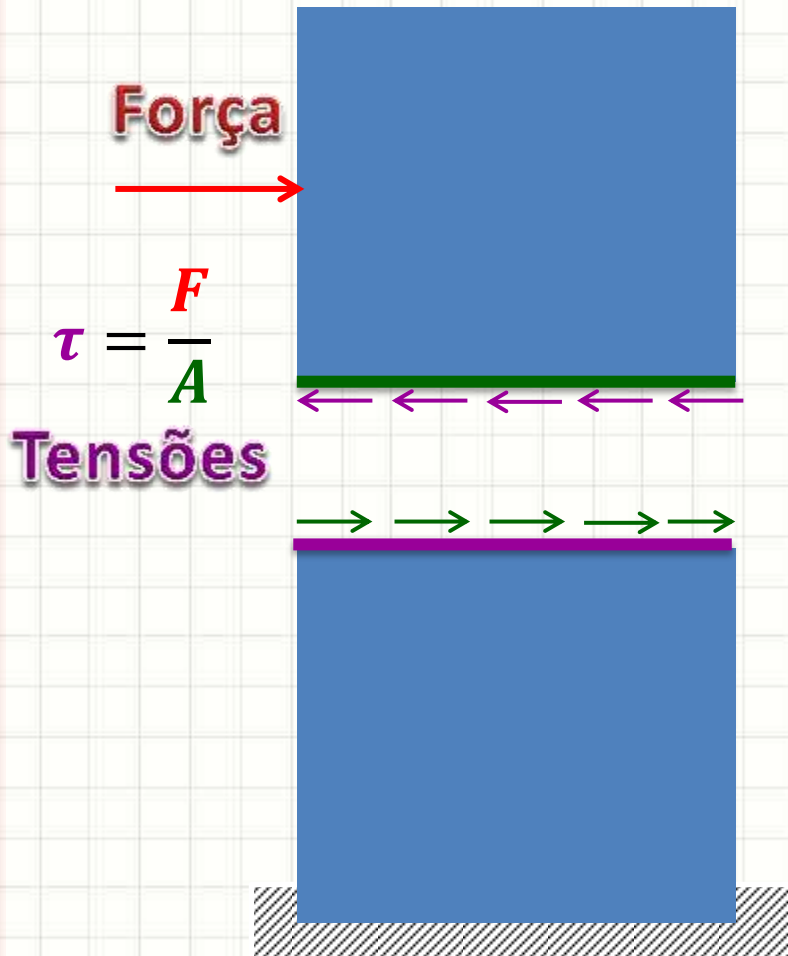 Força
τ = F/A
Tensões